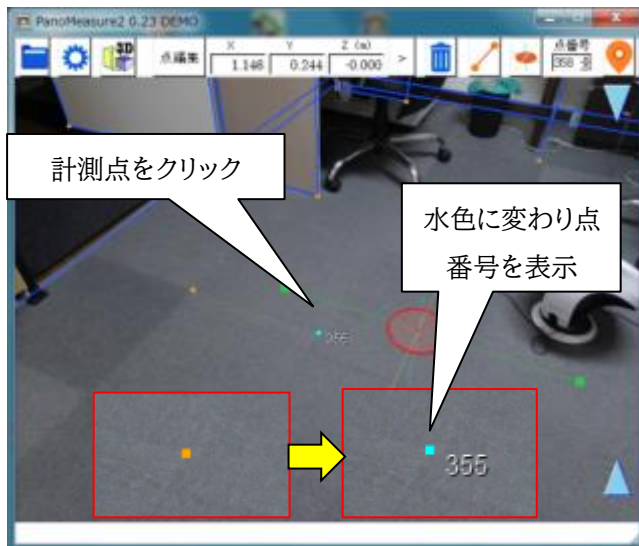 PanoMeasure2 0.23 DEMO
3D
点編集
X Y Z (m)
1.146 0.244 -0.000 >
点番号
358
計測点をクリック
水色に変わり点
番号を表示
355
355